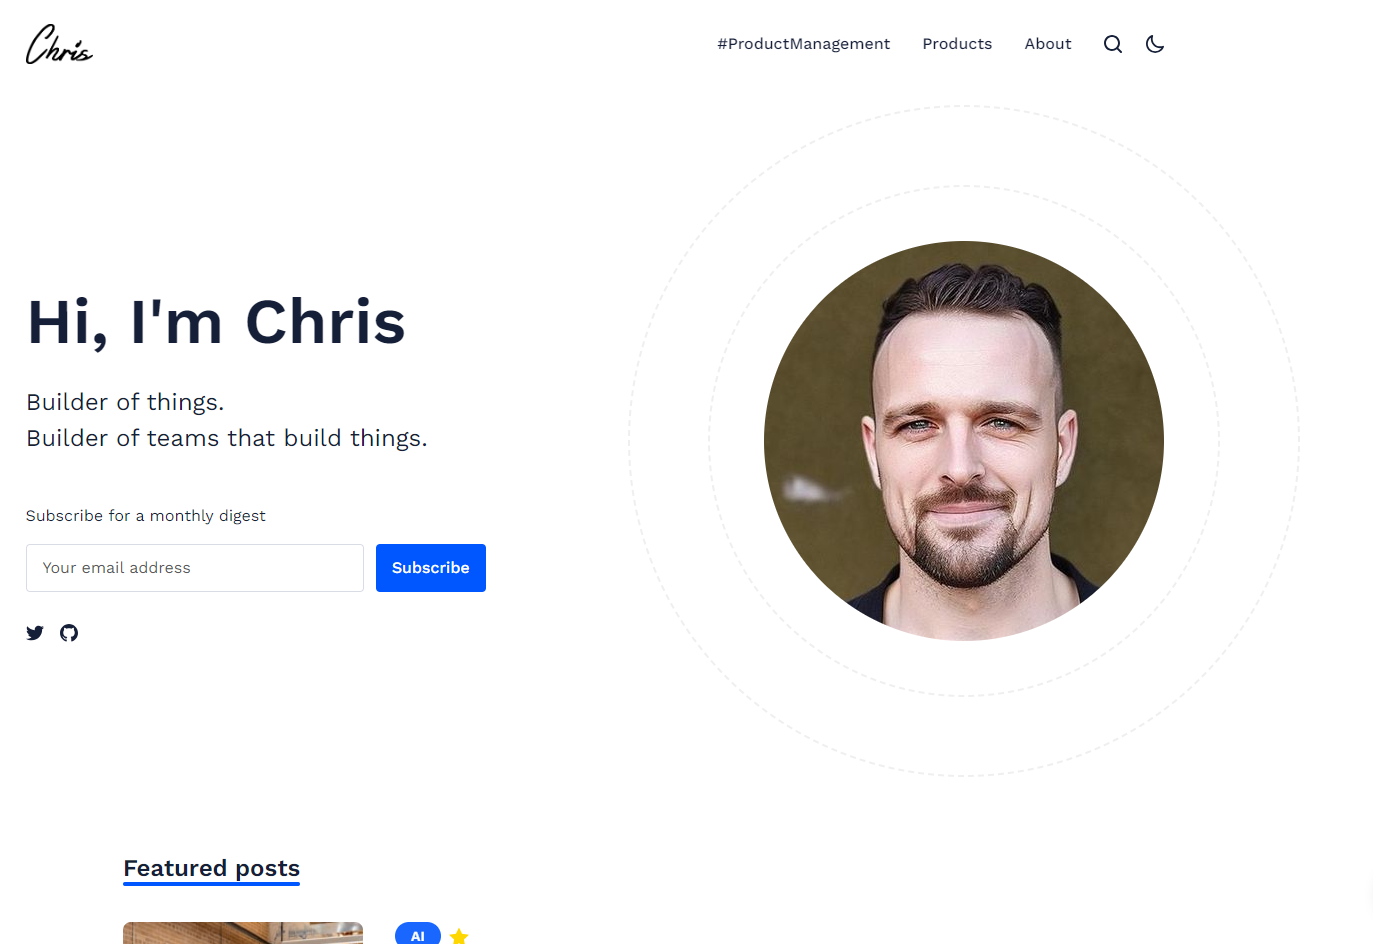 Chris
#ProductManagement Products About
Hi, I'm Chris
Builder of things.
Builder of teams that build things.
Subscribe for a monthly digest
Your email address Subscribe
Featured posts
AI